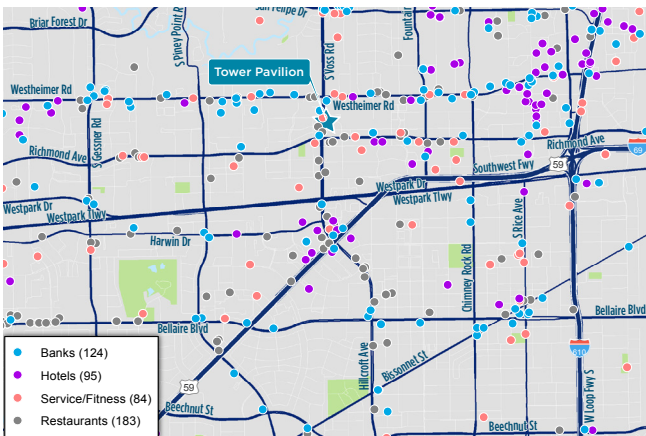 Briar Forest Dr
S Piney Point R
San Felipe Dr
S Voss Rd
Fountain
Tower Pavilion
Westheimer Rd
Westheimer Rd
S Gessner Rd
Richmond Ave
Richmond Ave
69
59
Southwest Fwy
Westpark Dr
Westpark Tlwy
Westpark Dr
Westpark Tlwy
S Rice Ave
Harwin Dr
Chimney Rock Rd
Bellaire Blvd
Bellaire Blvd
610
Hillcroft Ave
Bissonnet St
W Loop Fwy S
59
Beechnut St
Beechnut St
Banks (124)
Hotels (95)
Service/Fitness (84)
Restaurants (183)